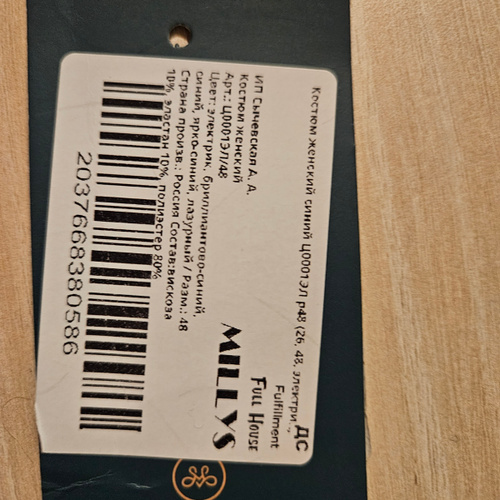 Костюм женский синий Ц0001ЭЛ р48 (26, 48, электри..,
ДС
Fulfillment
FULL HOUSE
MILLYS
ИП Сычевская А. А.
Костюм женский
Арт.: Ц0001ЭЛ/48
Цвет: электрик, бриллиантово-синий,
синий, ярко-синий, лазурный / Разм.: 48
Страна произв.: Россия Состав:вискоза
10%, эластан 10%, полиэстер 80%
2037668380586